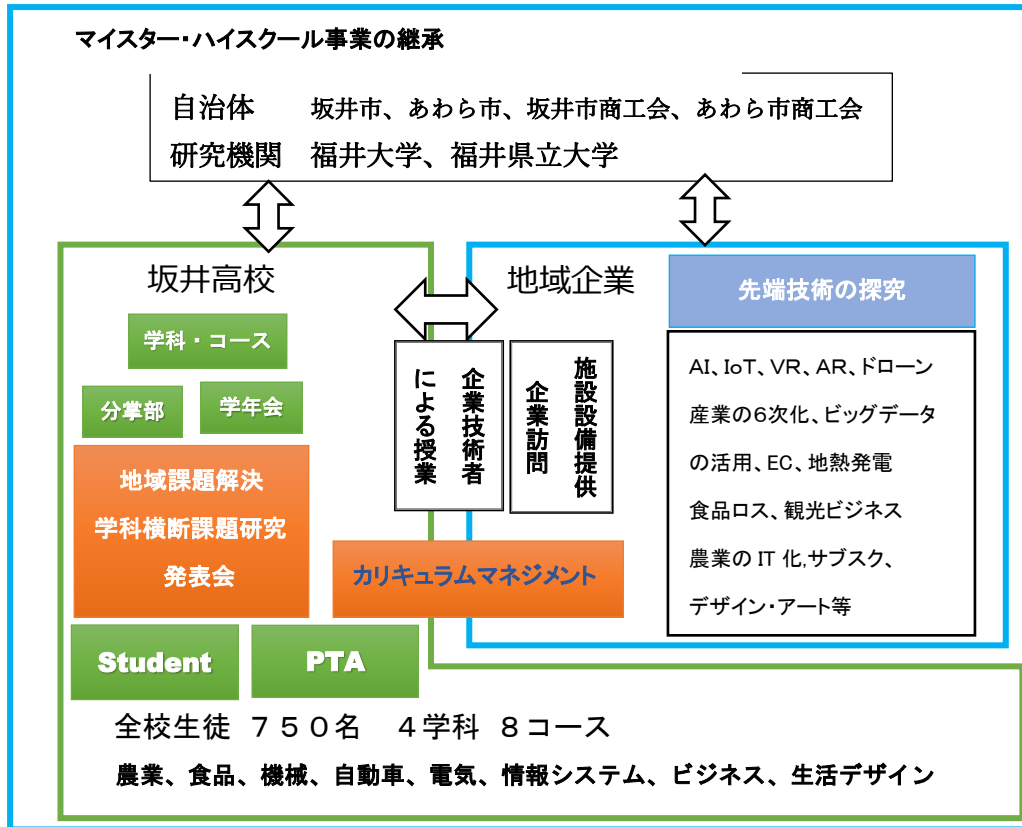 マイスター・ハイスクール事業の継承
自治体　坂井市、あわら市、坂井市商工会、あわら市商工会
研究機関　福井大学、福井県立大学
坂井高校
学科・コース
分掌部
学年会
地域課題解決
学科横断課題研究
発表会
地域企業
企業技術者
による授業
施設設備提供
企業訪問
カリキュラムマネジメント
先端技術の探究
AI、IoT、VR、AR、ドローン
産業の6次化、ビッグデータ
の活用、EC、地熱発電
食品ロス、観光ビジネス
農業の IT 化,サブスク、
デザイン・アート等
Student
PTA
全校生徒　７５０名　４学科　８コース
農業、食品、機械、自動車、電気、情報システム、ビジネス、生活デザイン